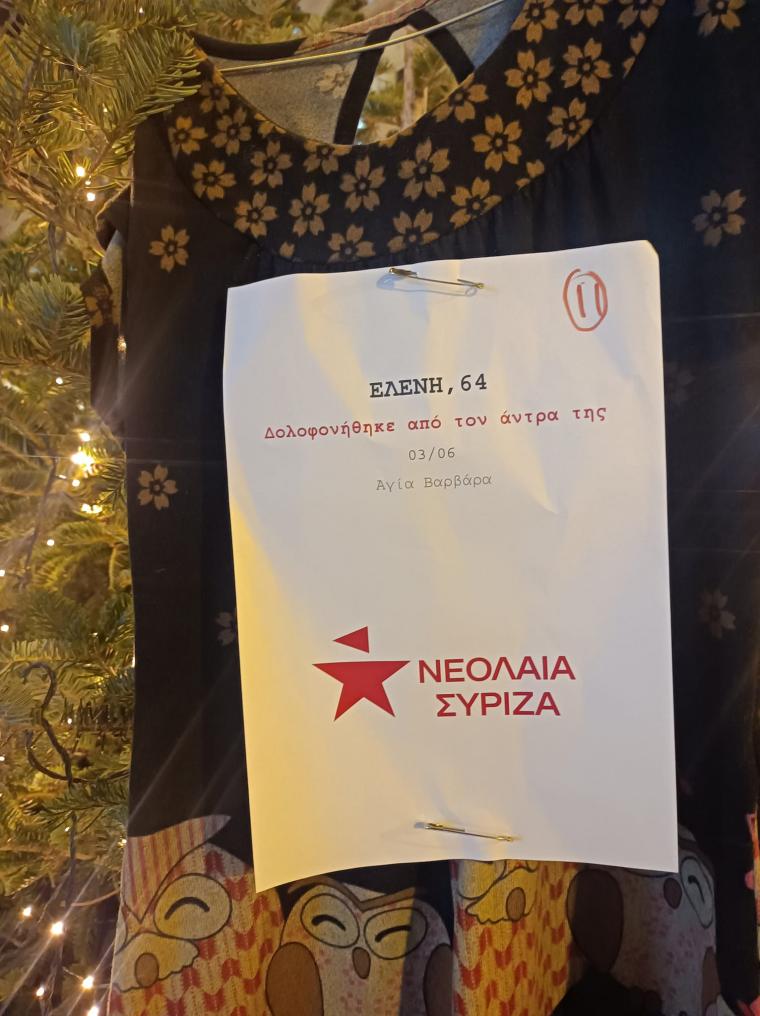 11
ΕΛΕΝΗ,64
Δολοφονήθηκε από τον άντρα της
03/06
Αγία Βαρβάρα
ΝΕΟΛΑΙΑ
ΣΥΡΙΖΑ